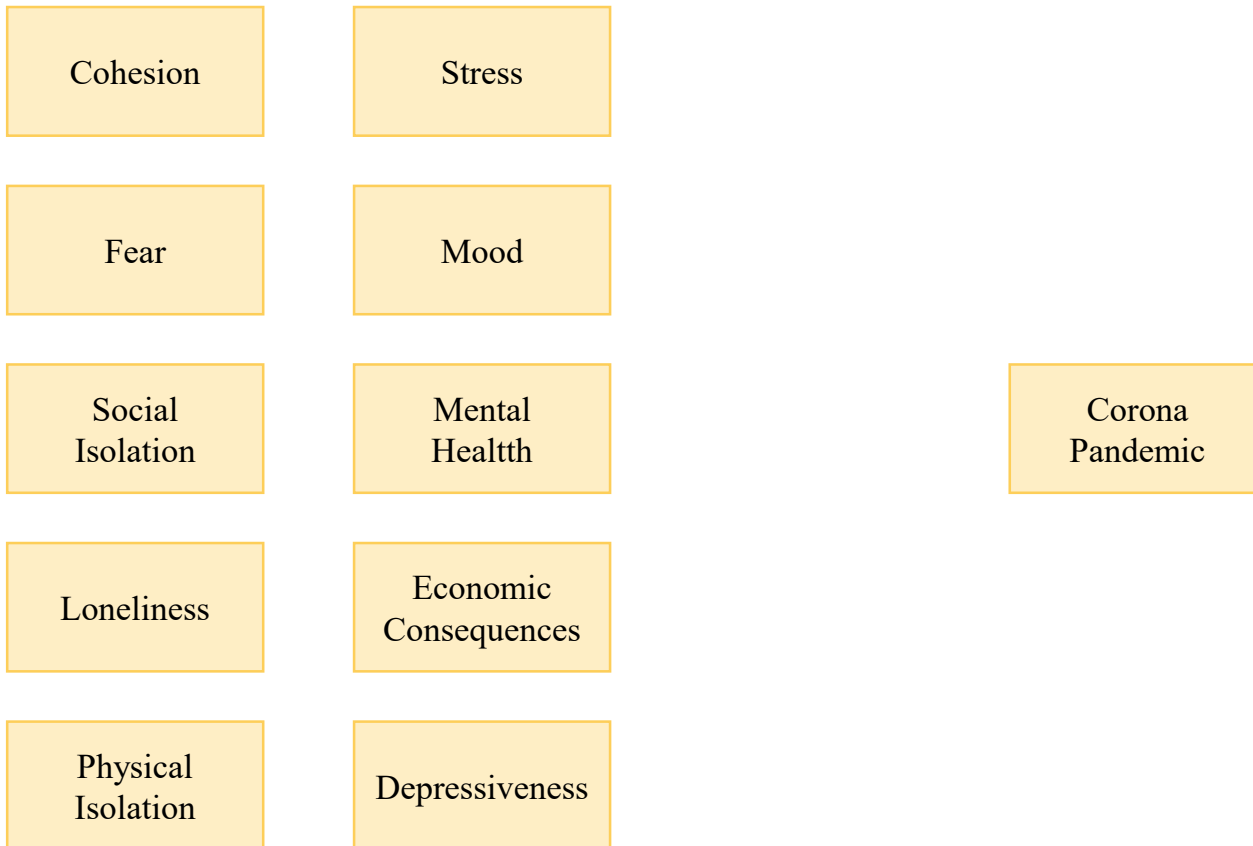 Cohesion
Stress
Fear
Mood
Social
Isolation
Mental
Healtth
Corona
Pandemic
Loneliness
Economic
Consequences
Physical
Isolation
Depressiveness